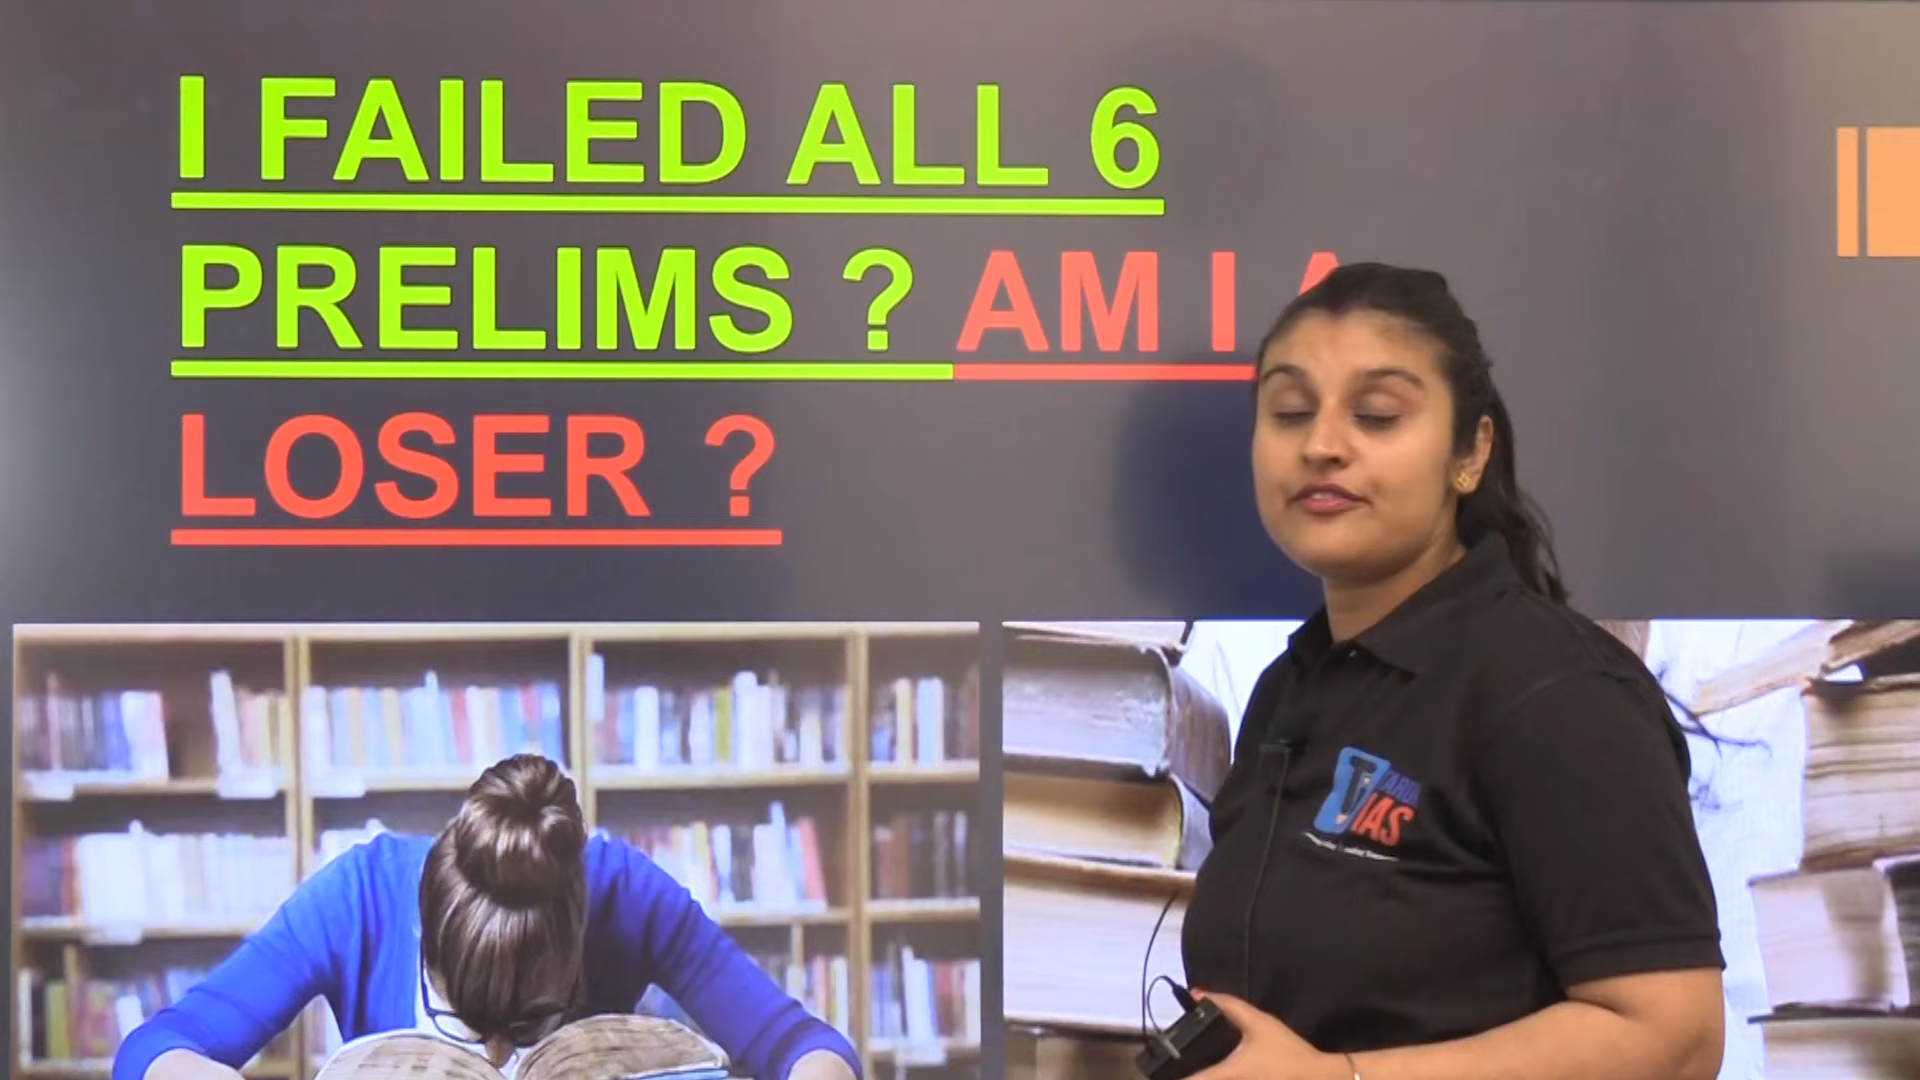 I FAILED ALL 6
PRELIMS ? AM I A
LOSER ?
IAS